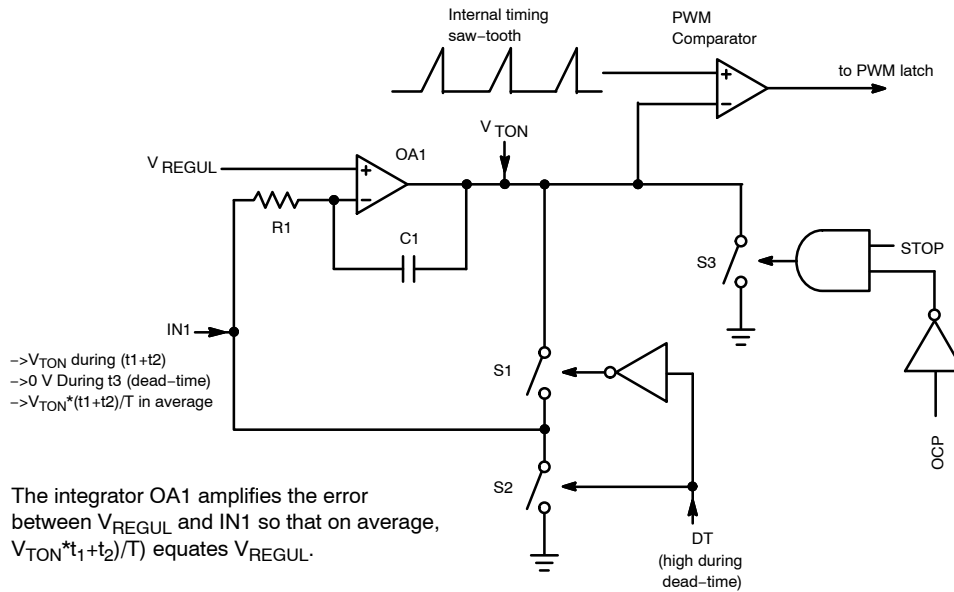 Internal timing
saw-tooth
PWM
Comparator
to PWM latch
V TON
V REGUL
OA1
+
−
+
−
R1
C1
S3
STOP
IN1
−>VTON during (t1+t2)
−>0 V During t3 (dead−time)
−>VTON*(t1+t2)/T in average
S1
OCP
S2
The integrator OA1 amplifies the error
between VREGUL and IN1 so that on average,
VTON*t1+t2)/T) equates VREGUL.
DT
(high during
dead−time)